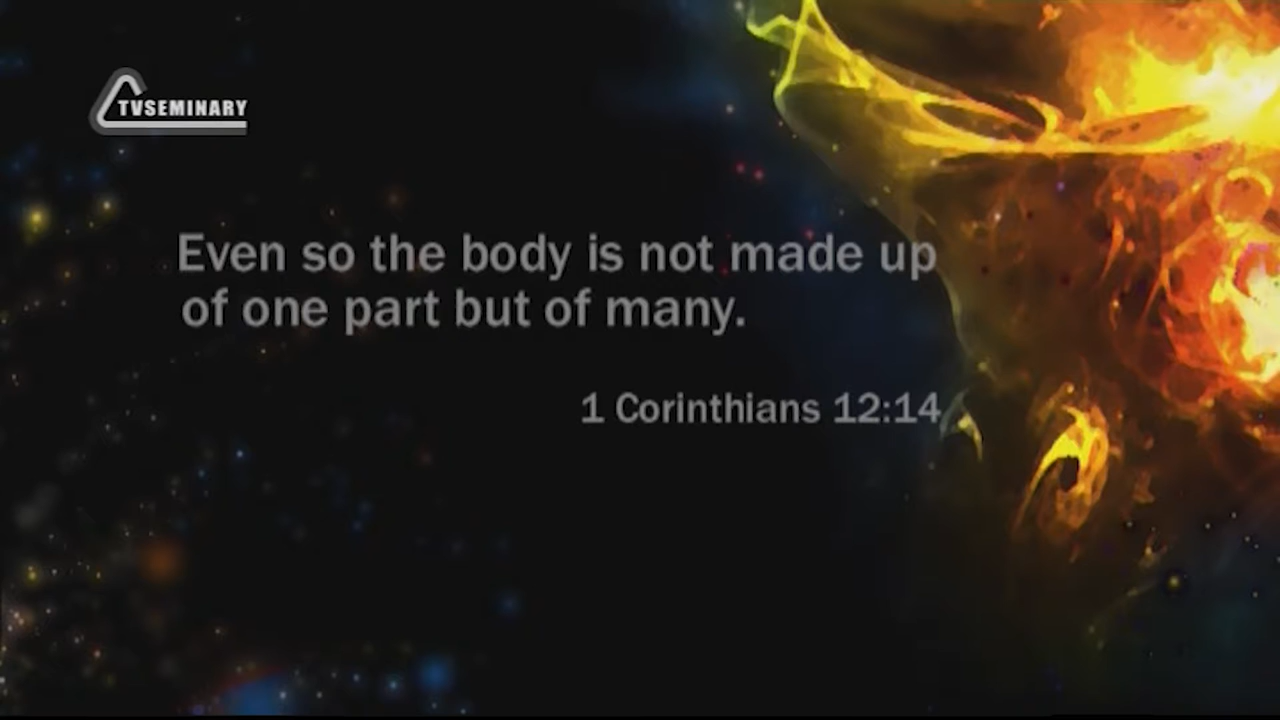 TVSEMINARY
Even so the body is not made up
of one part but of many.
1 Corinthians 12:14